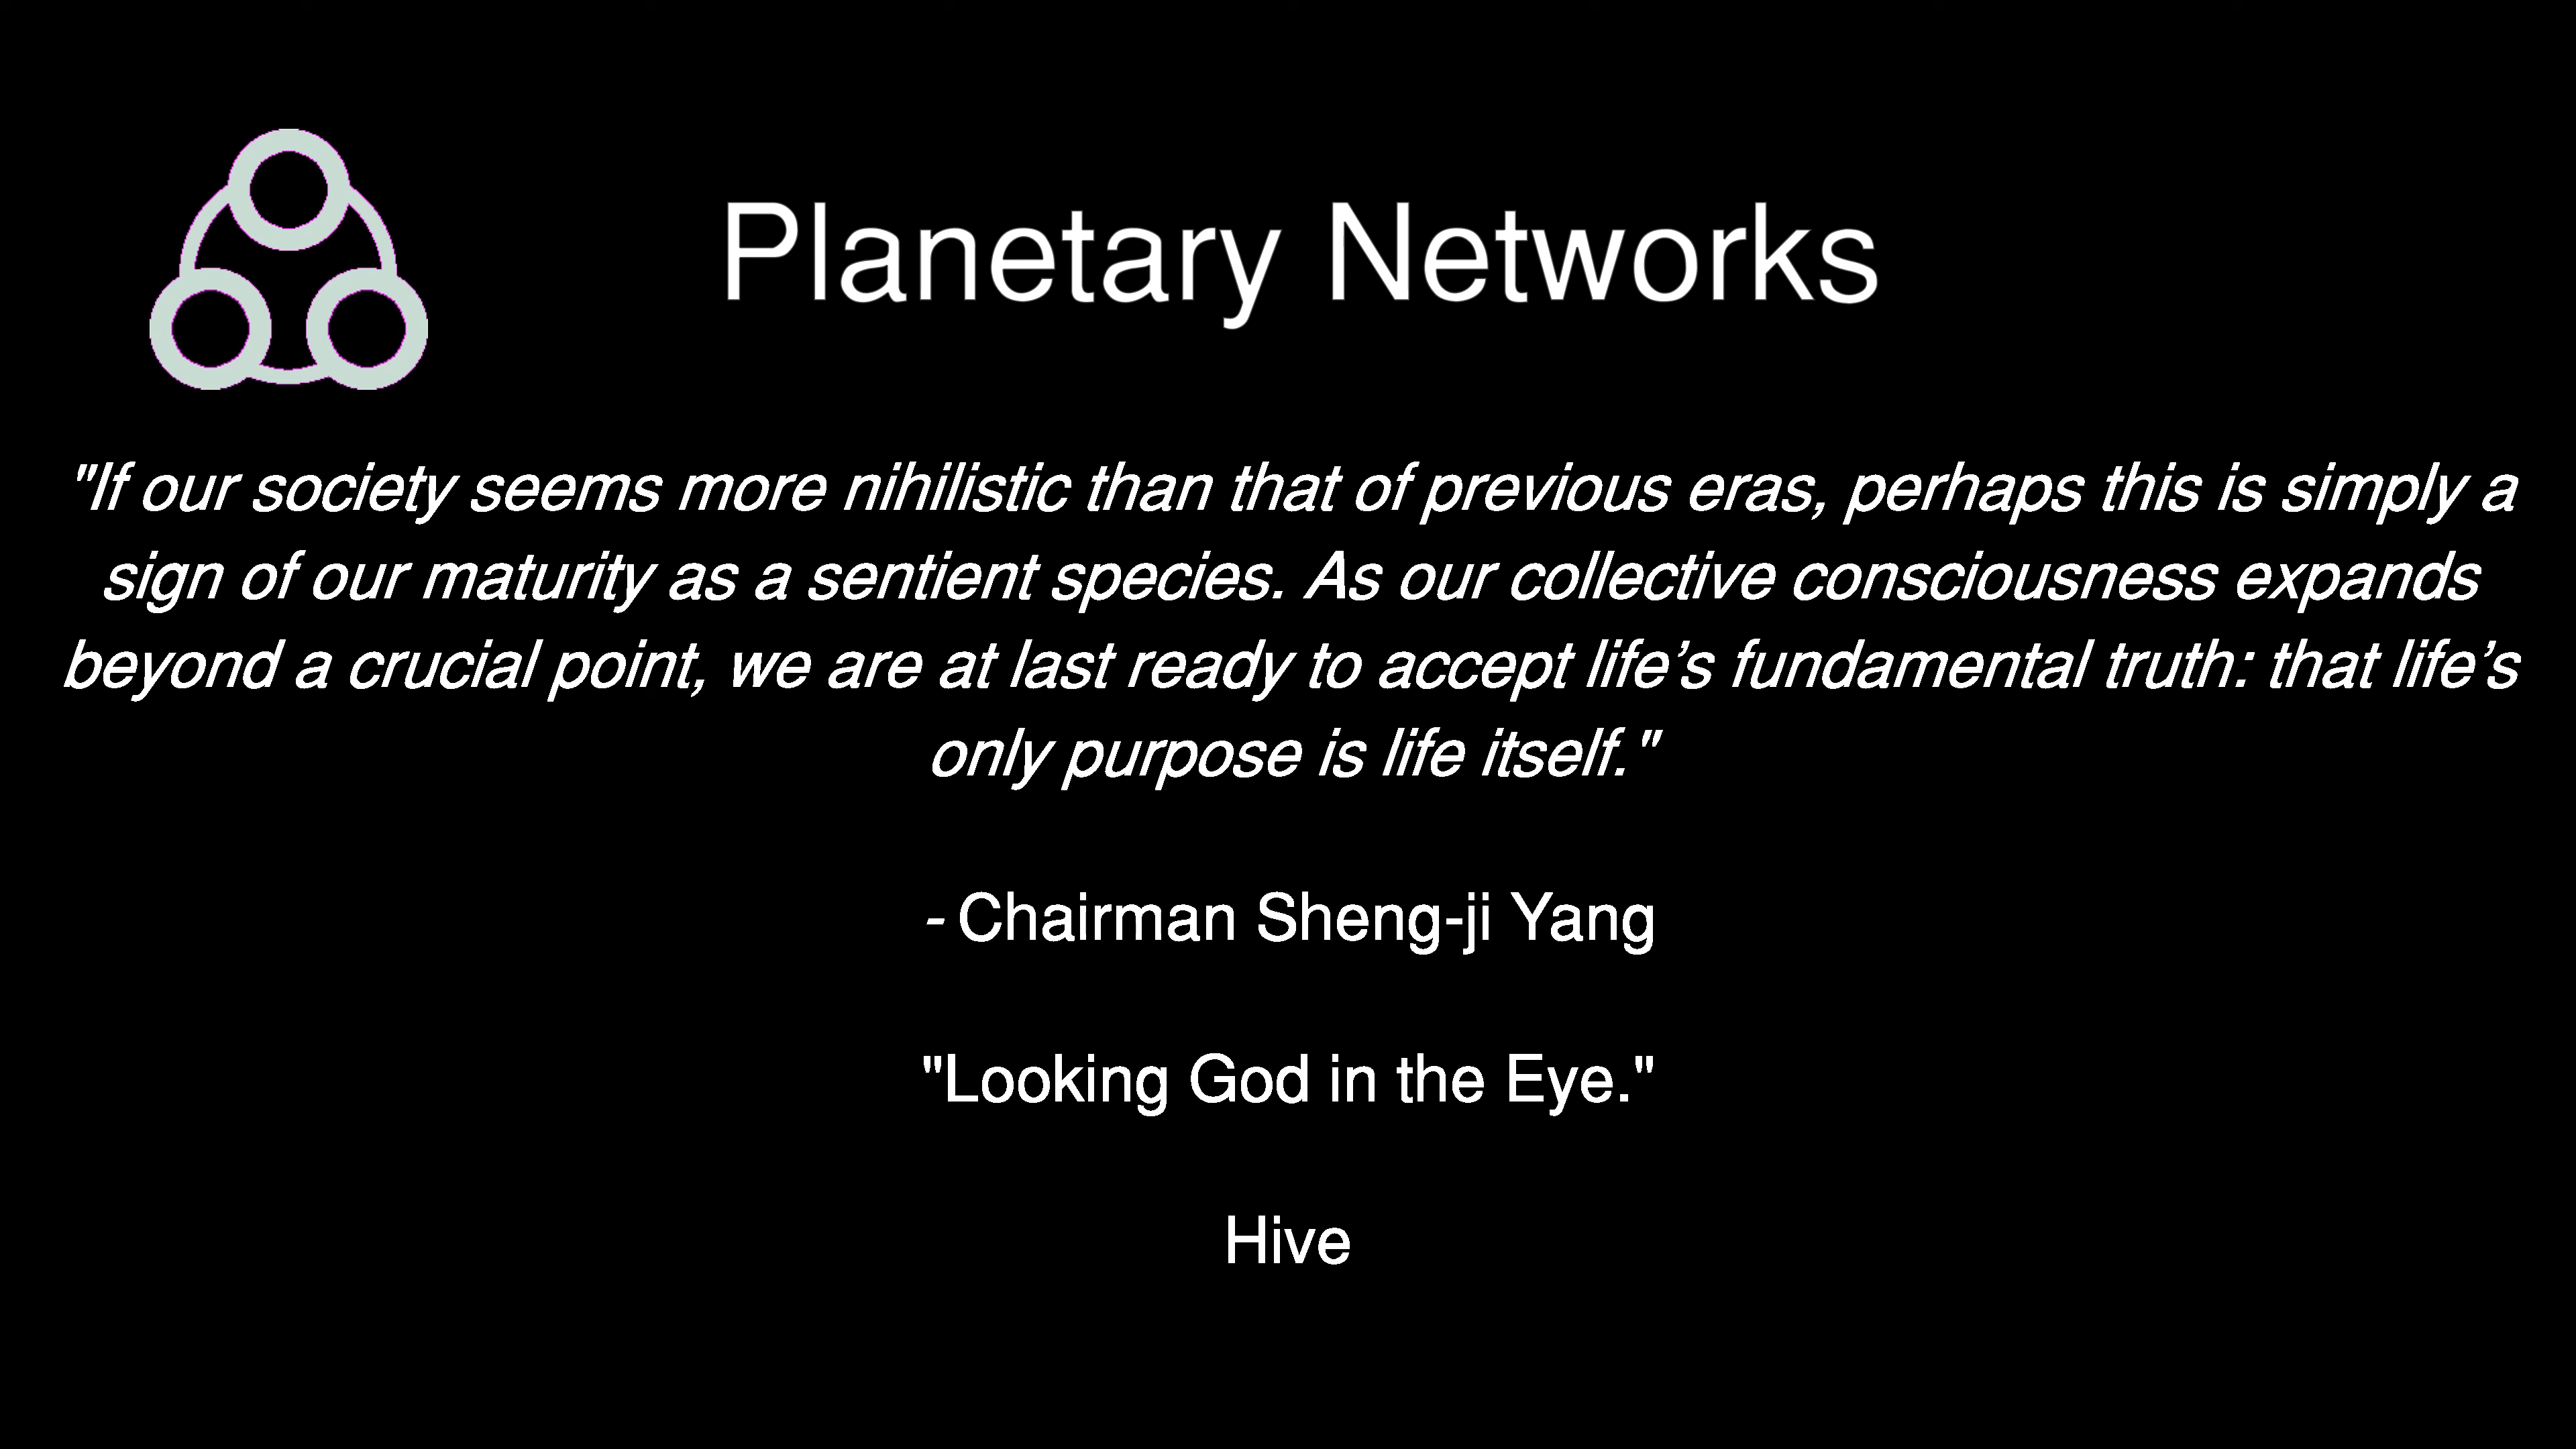 Planetary Networks
"If our society seems more nihilistic than that of previous eras, perhaps this is simply a
sign of our maturity as a sentient species. As our collective consciousness expands
beyond a crucial point, we are at last ready to accept life’s fundamental truth: that life’s
only purpose is life itself."
- Chairman Sheng-ji Yang
"Looking God in the Eye."
Hive